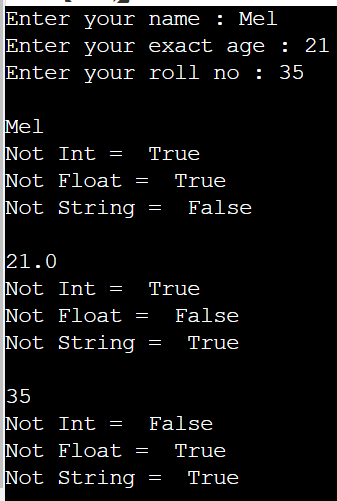 Enter your name : Mel
Enter your exact age : 21
Enter your roll no : 35
Mel
Not Int =  True
Not Float =  True
Not String =  False
21.0
Not Int =  True
Not Float =  False
Not String =  True
35
Not Int =  False
Not Float =  True
Not String =  True